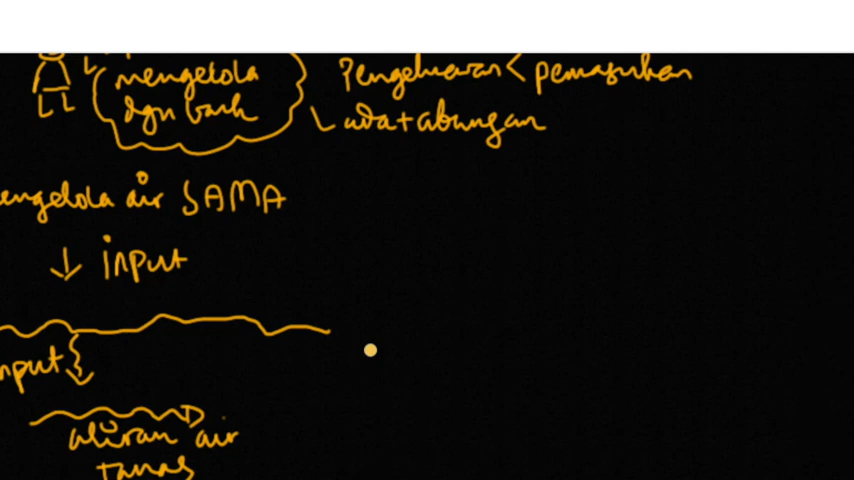 mengelola
dgn baik
Pengeluaran < pemasukan
ada tabungan
engelola air SAMA
↓ input
nput
aliran air
tanah